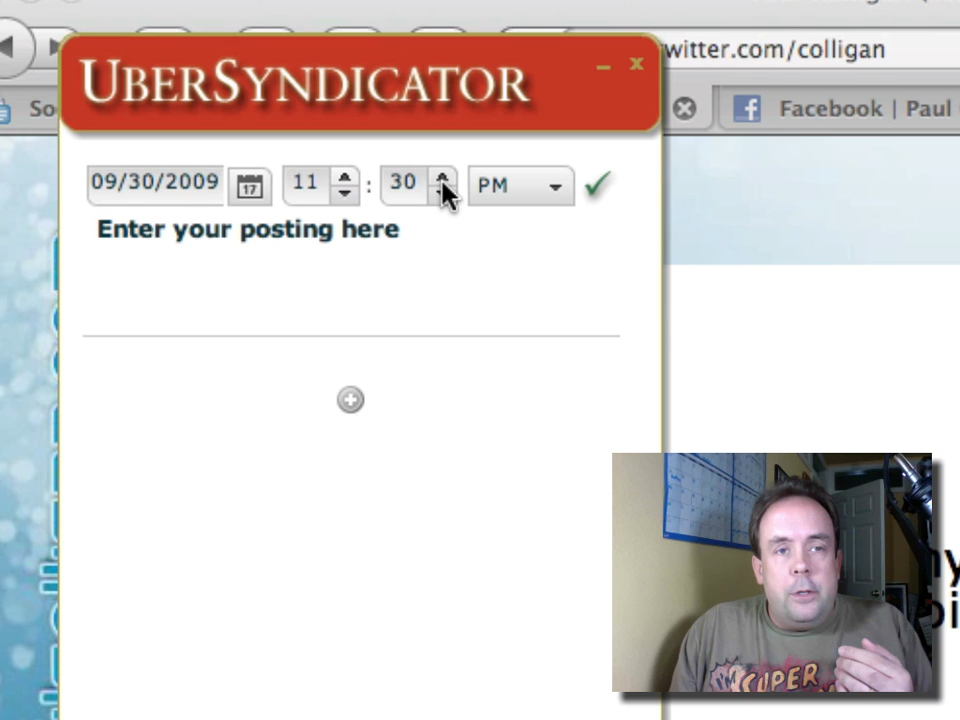 witter.com/colligan
UBERSYNDICATOR
So
Facebook | Paul
09/30/2009 17 11 : 30 PM
Enter your posting here
SUPER